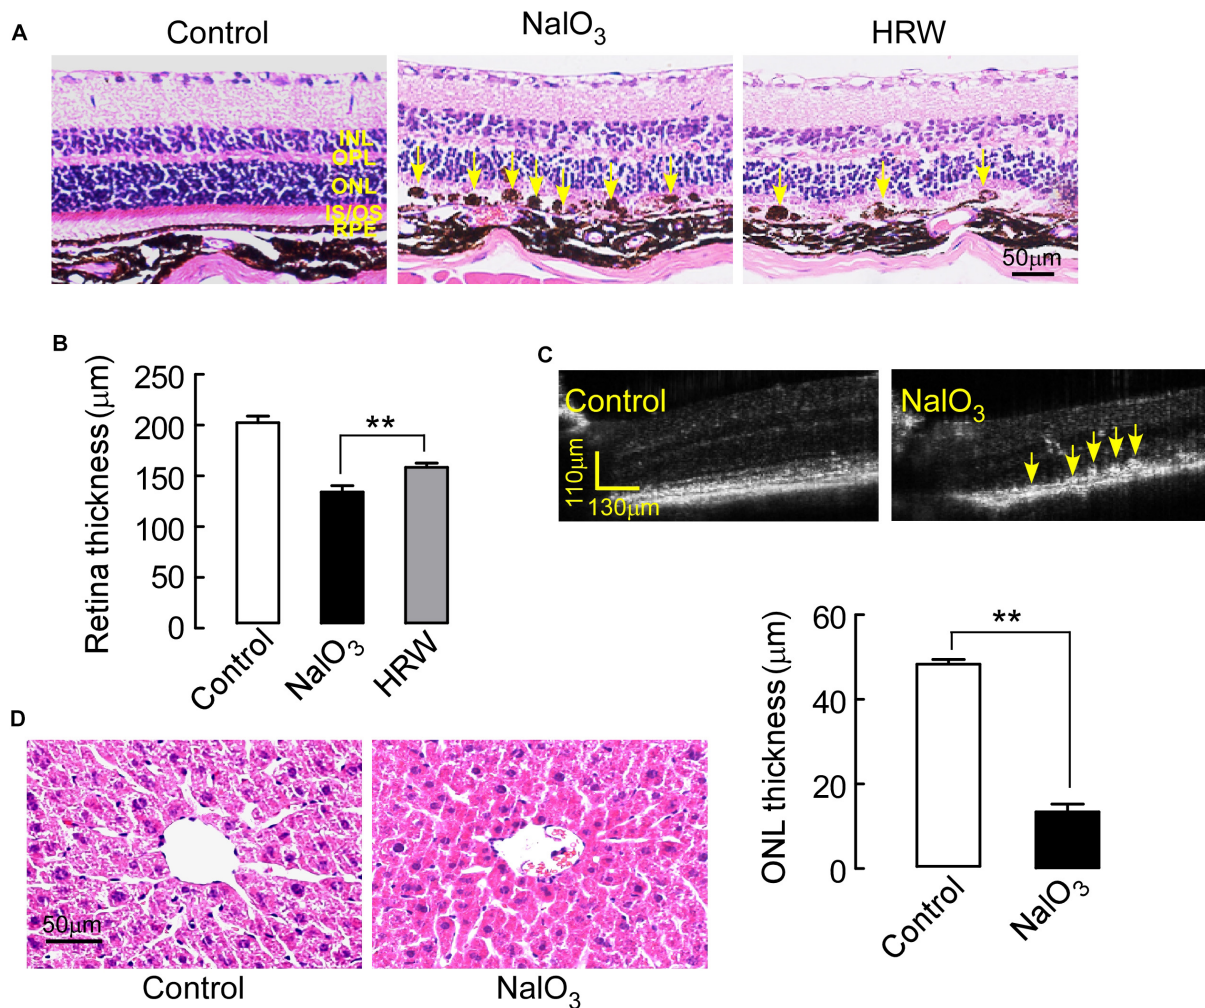 A
Control
NaIO3
HRW
INL
OPL
ONL
IS/OS
RPE
50μm
B
Retina thickness (μm)
250
200
150
100
50
0
**
Control
NaIO3
HRW
C
Control
110μm
130μm
NaIO3
ONL thickness (μm)
60
40
20
0
**
Control
NaIO3
D
50μm
Control
NaIO3